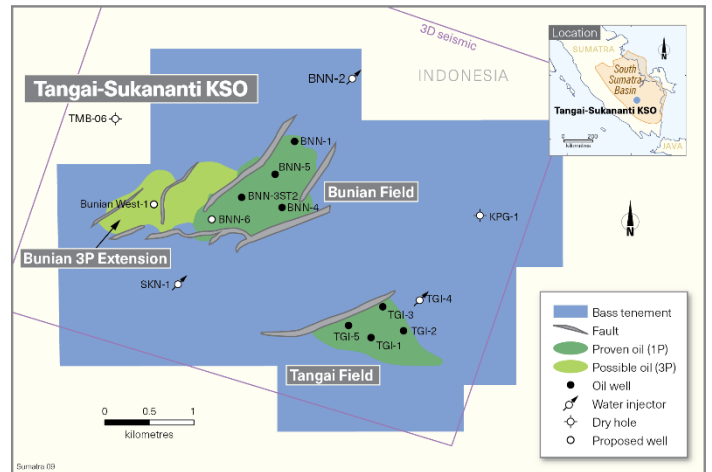 3D seismic
INDONESIA
Tangai-Sukananti KSO
TMB-06
BNN-2
BNN-1
BNN-5
BNN-3ST2
BNN-4
BNN-6
Bunian Field
Bunian West-1
Bunian 3P Extension
KPG-1
SKN-1
TGI-4
TGI-3
TGI-2
TGI-5
TGI-1
Tangai Field
0 0.5 1
kilometres
Sumatra 09
Location
SUMATRA
N
South
Sumatra
Basin
Tangai-Sukananti KSO
0 200
kilometres
JAVA
N
Bass tenement
Fault
Proven oil (1P)
Possible oil (3P)
Oil well
Water injector
Dry hole
Proposed well